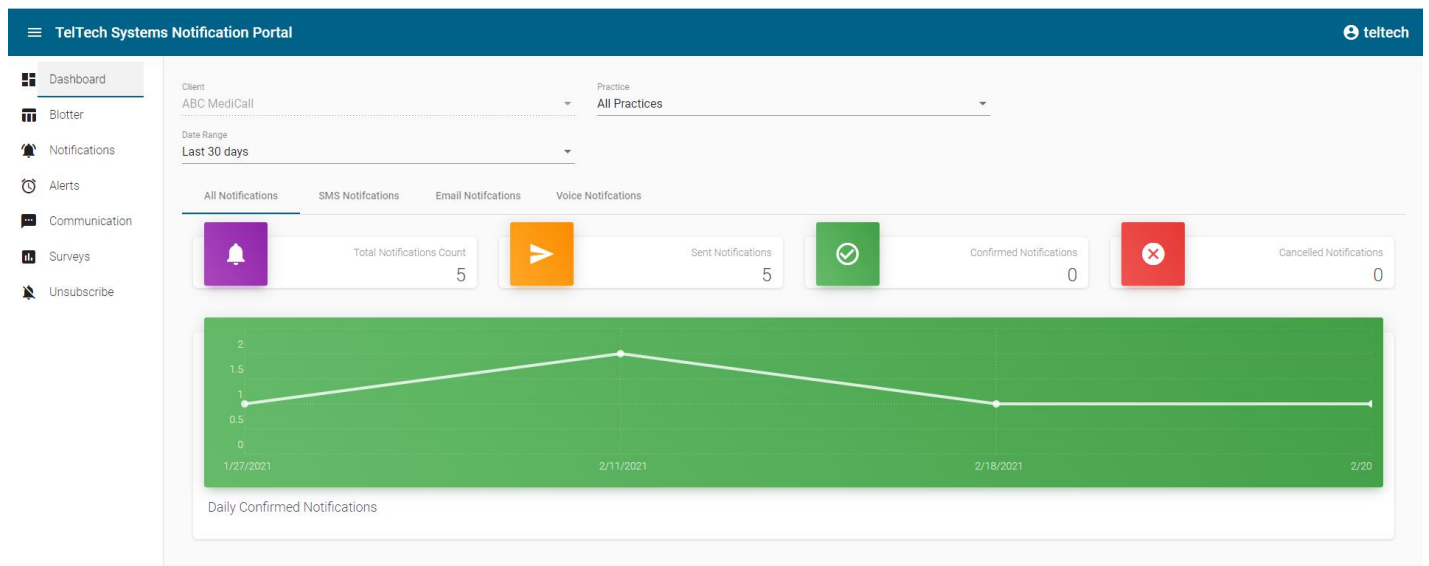 TelTech Systems Notification Portal
teltech
Dashboard
Blotter
Notifications
Alerts
Communication
Surveys
Unsubscribe
Client
ABC MediCall
Practice
All Practices
Date Range
Last 30 days
All Notifications
SMS Notifcations
Email Notifcations
Voice Notifcations
Total Notifications Count
5
Sent Notifications
5
Confirmed Notifications
0
Cancelled Notifications
0
2
1.5
1
0.5
0
1/27/2021
2/11/2021
2/18/2021
2/20
Daily Confirmed Notifications